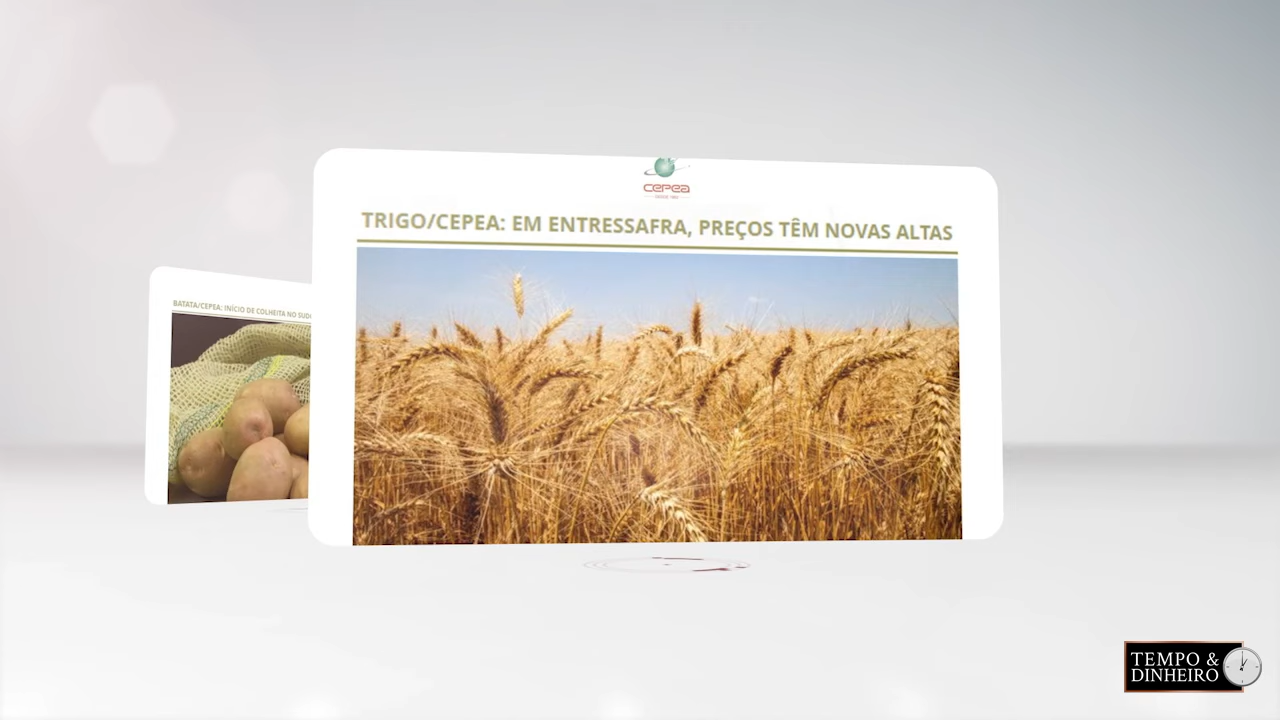 cepea
TRIGO/CEPEA: EM ENTRESSAFRA, PREÇOS TÊM NOVAS ALTAS
BATATA/CEPEA: INÍCIO DE COLHEITA NO
TEMPO &
DINHEIRO